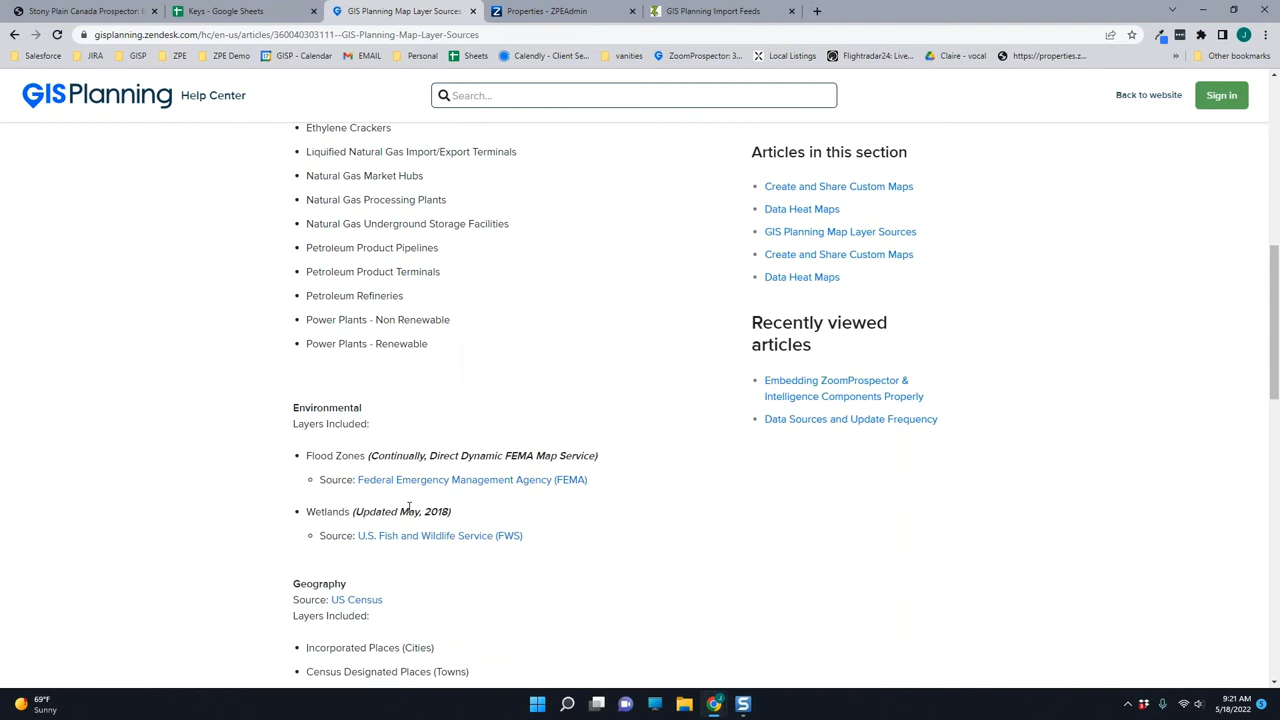 Stony Plain Canada Prospector: C
GIS Planning Map Layer Sources
Properties - ZPEAdmin
GIS Planning Import Feeds
gisplanning.zendesk.com/hc/en-us/articles/360040303111--GIS-Planning-Map-Layer-Sources
Salesforce
JIRA
GISP
ZPE
ZPE Demo
GISP - Calendar
EMAIL
Personal
Sheets
Calendly - Client Se...
vanities
ZoomProspector: 3...
Local Listings
Flightradar24: Live...
Claire - vocal
https://properties.z...
»
Other bookmarks
GISPlanning Help Center
Search...
Back to website
Sign in
Ethylene Crackers
Liquified Natural Gas Import/Export Terminals
Natural Gas Market Hubs
Natural Gas Processing Plants
Natural Gas Underground Storage Facilities
Petroleum Product Pipelines
Petroleum Product Terminals
Petroleum Refineries
Power Plants - Non Renewable
Power Plants - Renewable
Environmental
Layers Included:
Flood Zones (Continually, Direct Dynamic FEMA Map Service)
Source: Federal Emergency Management Agency (FEMA)
Wetlands (Updated May, 2018)
Source: U.S. Fish and Wildlife Service (FWS)
Geography
Source: US Census
Layers Included:
Incorporated Places (Cities)
Census Designated Places (Towns)
Articles in this section
Create and Share Custom Maps
Data Heat Maps
GIS Planning Map Layer Sources
Create and Share Custom Maps
Data Heat Maps
Recently viewed
articles
Embedding ZoomProspector &
Intelligence Components Properly
Data Sources and Update Frequency
69°F
Sunny
9:21 AM
5/18/2022